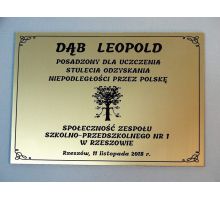 DĄB LEOPOLD
POSADZONY DLA UCZCZENIA
STULECIA ODZYSKANIA
NIEPODLEGŁOŚCI PRZEZ POLSKĘ
SPOŁECZNOŚĆ ZESPOŁU
SZKOLNO-PRZEDSZKOLNEGO NR 1
W RZESZOWIE
Rzeszów, 11 listopada 2018 r.